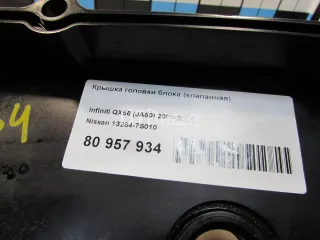 Крышка головки блока (клапанная)
Infiniti QX56 (JA60)
Nissan 13264-7S010
80 957 934